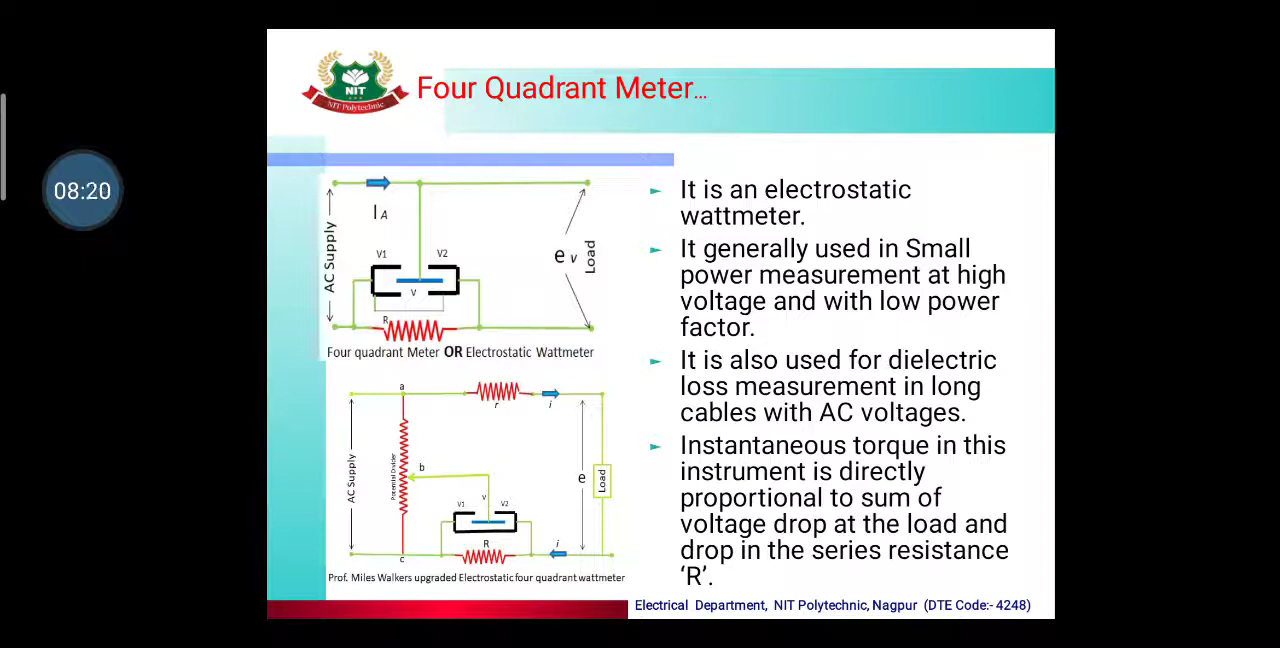 NIT
NIT Polytechnic
Four Quadrant Meter...
08:20
I A
AC Supply
V1
V2
V
e v
Load
R
Four quadrant Meter OR Electrostatic Wattmeter
a
r
i
AC Supply
Potential Divider
b
v
e
Load
V1
V2
R
i
c
Prof. Miles Walkers upgraded Electrostatic four quadrant wattmeter
► It is an electrostatic
wattmeter.
► It generally used in Small
power measurement at high
voltage and with low power
factor.
► It is also used for dielectric
loss measurement in long
cables with AC voltages.
► Instantaneous torque in this
instrument is directly
proportional to sum of
voltage drop at the load and
drop in the series resistance
‘R’.
Electrical Department, NIT Polytechnic, Nagpur (DTE Code:- 4248)